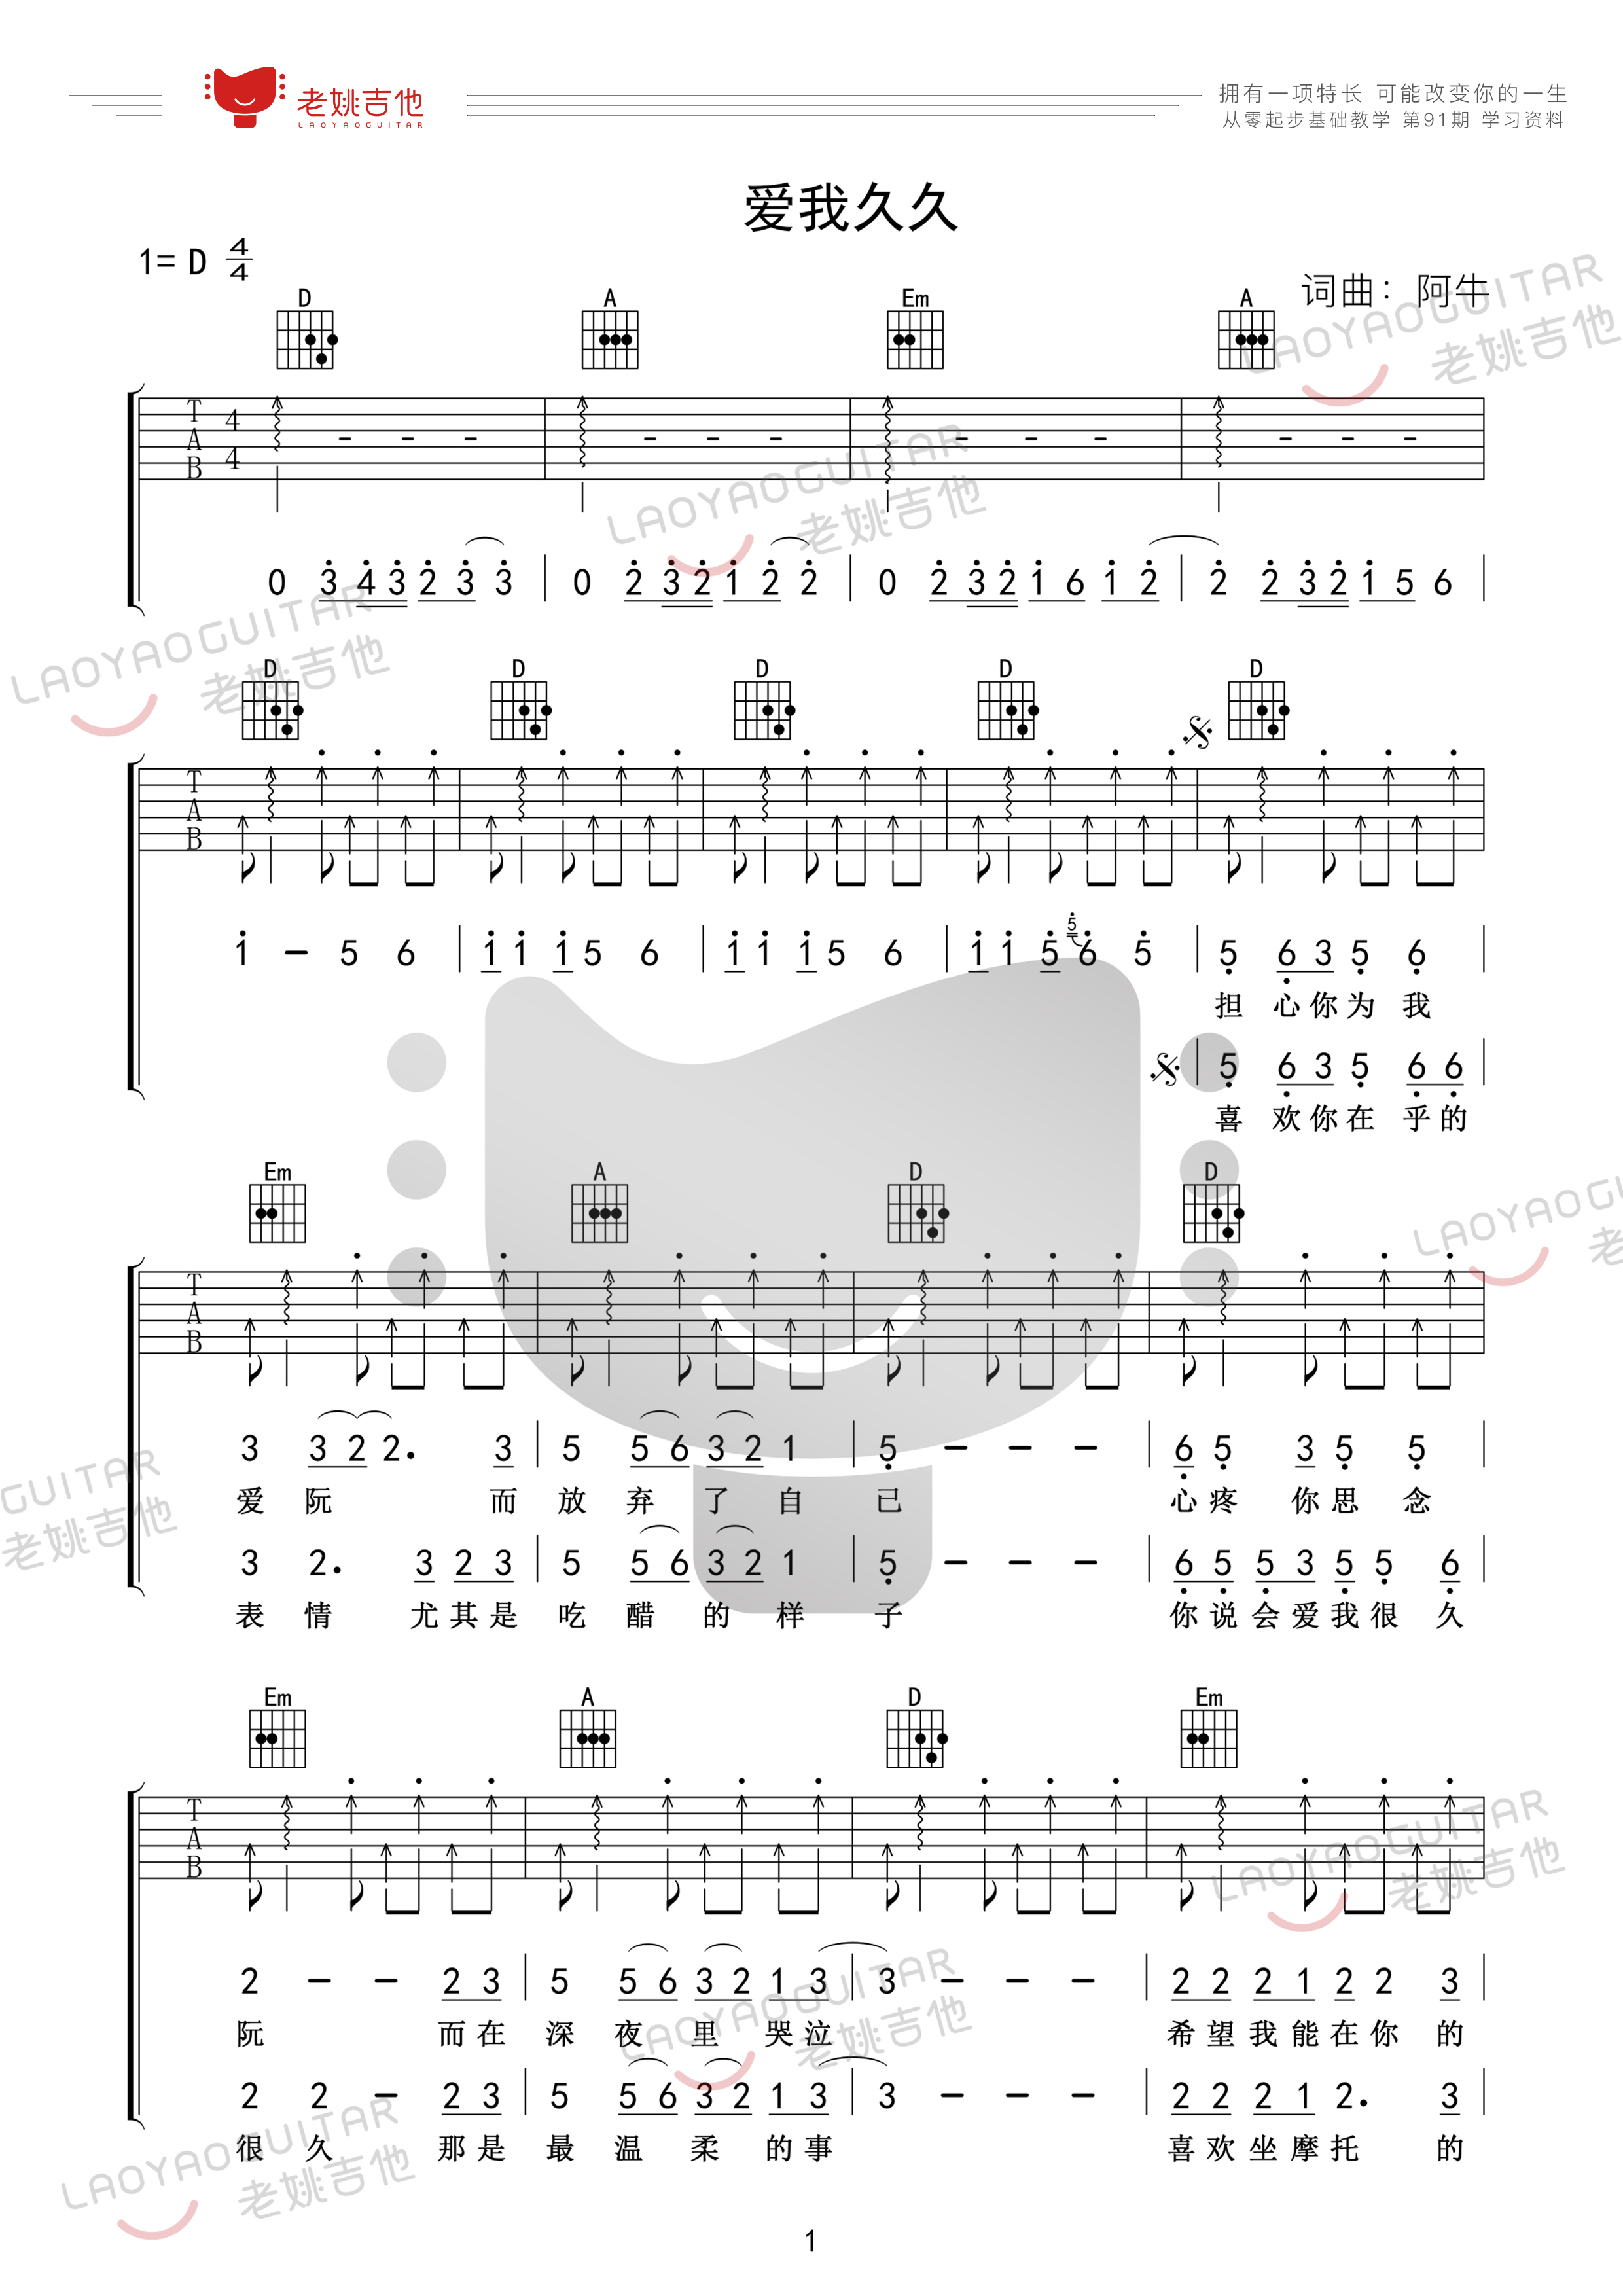 老姚吉他
LAOYAOGUITAR
拥有一项特长 可能改变你的一生
从零起步基础教学 第91期 学习资料
爱我久久
1= D 4/4
词曲：阿牛
D A Em A
T A B 4 4
0 3 4 3 2 3 3 | 0 2 3 2 1 2 2 | 0 2 3 2 1 6 1 2 | 2 2 3 2 1 5 6 |
D D D D D
T A B
1 - 5 6 | 1 1 1 5 6 | 1 1 1 5 6 | 1 1 5 5 6 5 | 5 6 3 5 6 |
担 心 你 为 我
5 6 3 5 6 6 |
喜 欢 你 在 乎 的
Em A D D
T A B
3 3 2 2. 3 | 5 5 6 3 2 1 | 5 - - - | 6 5 3 5 5 |
爱 阮 而 放 弃 了 自 已 心 疼 你 思 念
3 2. 3 2 3 | 5 5 6 3 2 1 | 5 - - - | 6 5 5 3 5 5 6 |
表 情 尤 其 是 吃 醋 的 样 子 你 说 会 爱 我 很 久
Em A D Em
T A B
2 - - 2 3 | 5 5 6 3 2 1 3 | 3 - - - | 2 2 2 1 2 2 3 |
阮 而 在 深 夜 里 哭 泣 希 望 我 能 在 你 的
2 2 - 2 3 | 5 5 6 3 2 1 3 | 3 - - - | 2 2 2 1 2. 3 |
很 久 那 是 最 温 柔 的 事 喜 欢 坐 摩 托 的
1